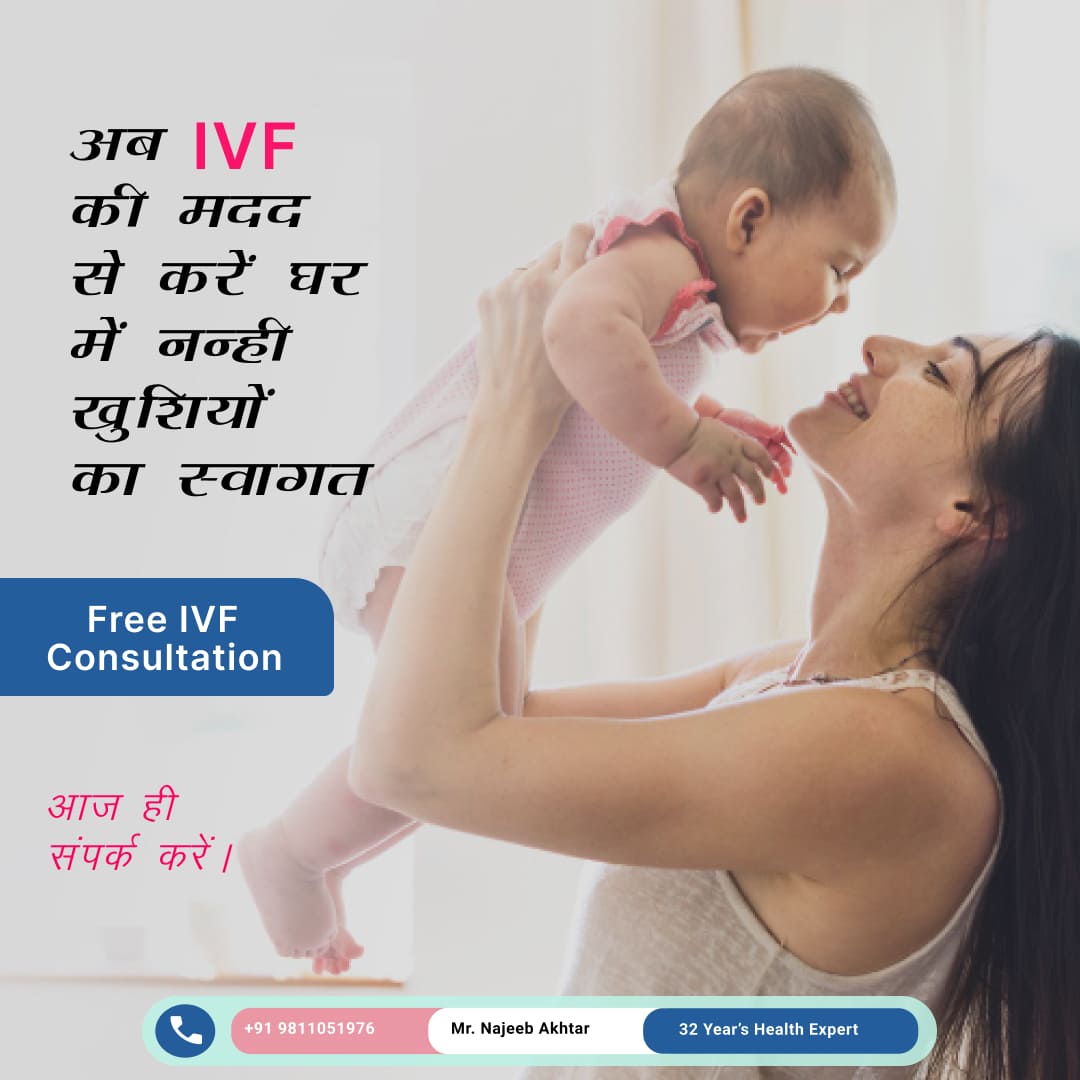 अब IVF
की मदद
से करें घर
में नन्ही
खुशियों
का स्वागत
Free IVF
Consultation
आज ही
संपर्क करें।
+91 9811051976 Mr. Najeeb Akhtar 32 Year’s Health Expert